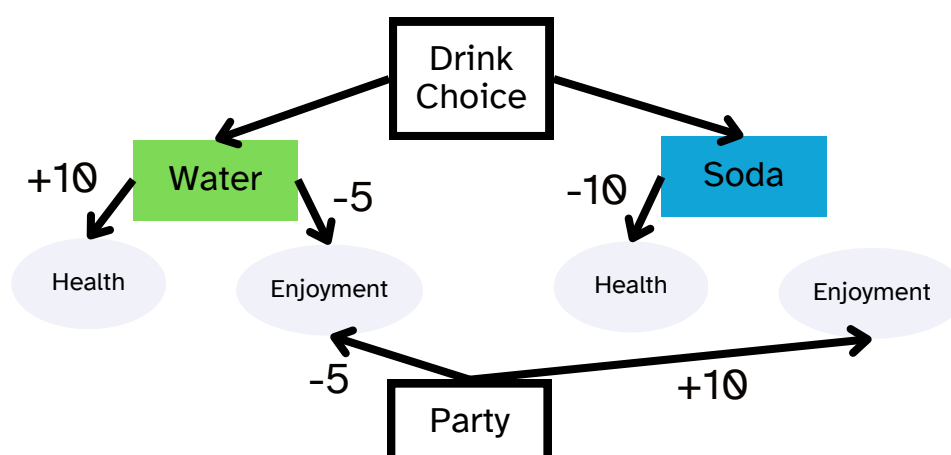 Drink
Choice
Water
Soda
+10
-5
-10
Health
Enjoyment
Health
Enjoyment
-5
+10
Party